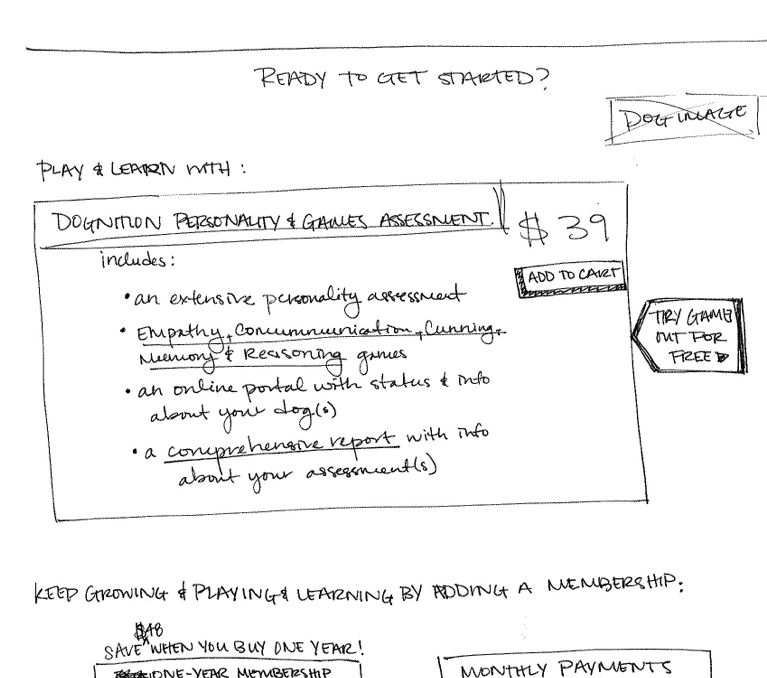 READY TO GET STARTED?
DOG IMAGE
PLAY & LEARN WITH:
DOGNITION PERSONALITY & GAMES ASSESSMENT
$39
includes:
ADD TO CART
• an extensive personality assessment
• Empathy, Communication, Cunning,
Memory & Reasoning games
TRY GAME
OUT FOR
FREE
• an online portal with status & info
about your dog(s)
• a comprehensive report with info
about your assessment(s)
KEEP GROWING & PLAYING & LEARNING BY ADDING A MEMBERSHIP:
$48
SAVE ^ WHEN YOU BUY ONE YEAR!
ONE-YEAR MEMBERSHIP
MONTHLY PAYMENTS